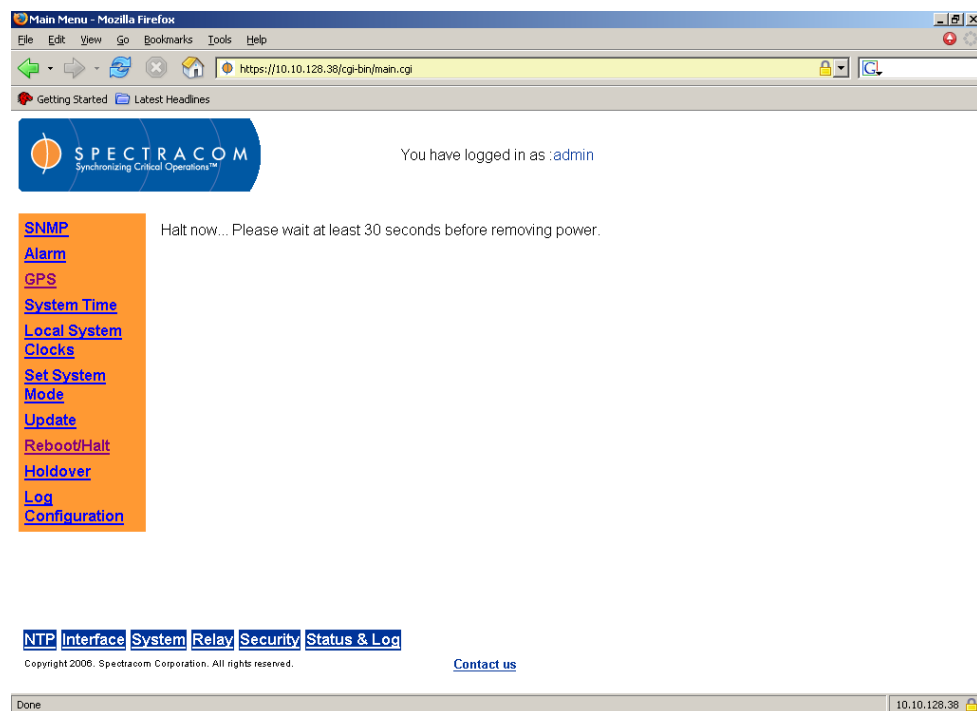 Main Menu - Mozilla Firefox
File Edit View Go Bookmarks Tools Help
https://10.10.128.38/cgi-bin/main.cgi
G
Getting Started Latest Headlines
SPECTRACOM
Synchronizing Critical Operations™
You have logged in as :admin
SNMP
Alarm
GPS
System Time
Local System
Clocks
Set System
Mode
Update
Reboot/Halt
Holdover
Log
Configuration
Halt now... Please wait at least 30 seconds before removing power.
NTP Interface System Relay Security Status & Log
Copyright 2006. Spectracom Corporation. All rights reserved.
Contact us
Done
10.10.128.38